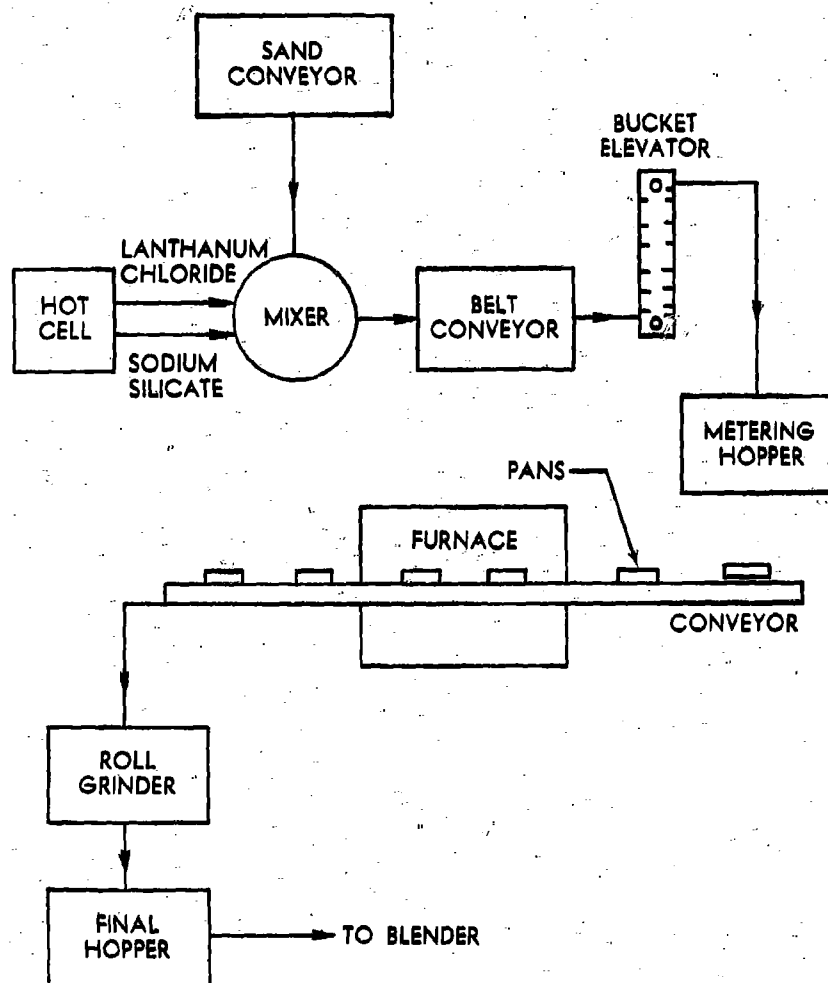 SAND
CONVEYOR
BUCKET
ELEVATOR
LANTHANUM
CHLORIDE
HOT
CELL
MIXER
BELT
CONVEYOR
SODIUM
SILICATE
METERING
HOPPER
PANS
FURNACE
CONVEYOR
ROLL
GRINDER
FINAL
HOPPER
TO BLENDER